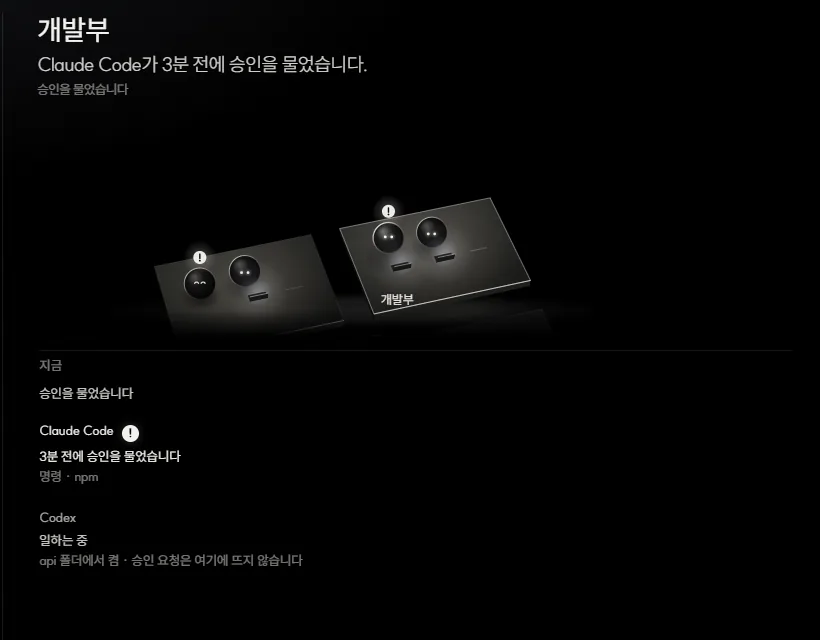 개발부
Claude Code가 3분 전에 승인을 물었습니다.
승인을 물었습니다
!
!
개발부
지금
승인을 물었습니다
Claude Code !
3분 전에 승인을 물었습니다
명령 · npm
Codex
일하는 중
api 폴더에서 켬 · 승인 요청은 여기에 뜨지 않습니다